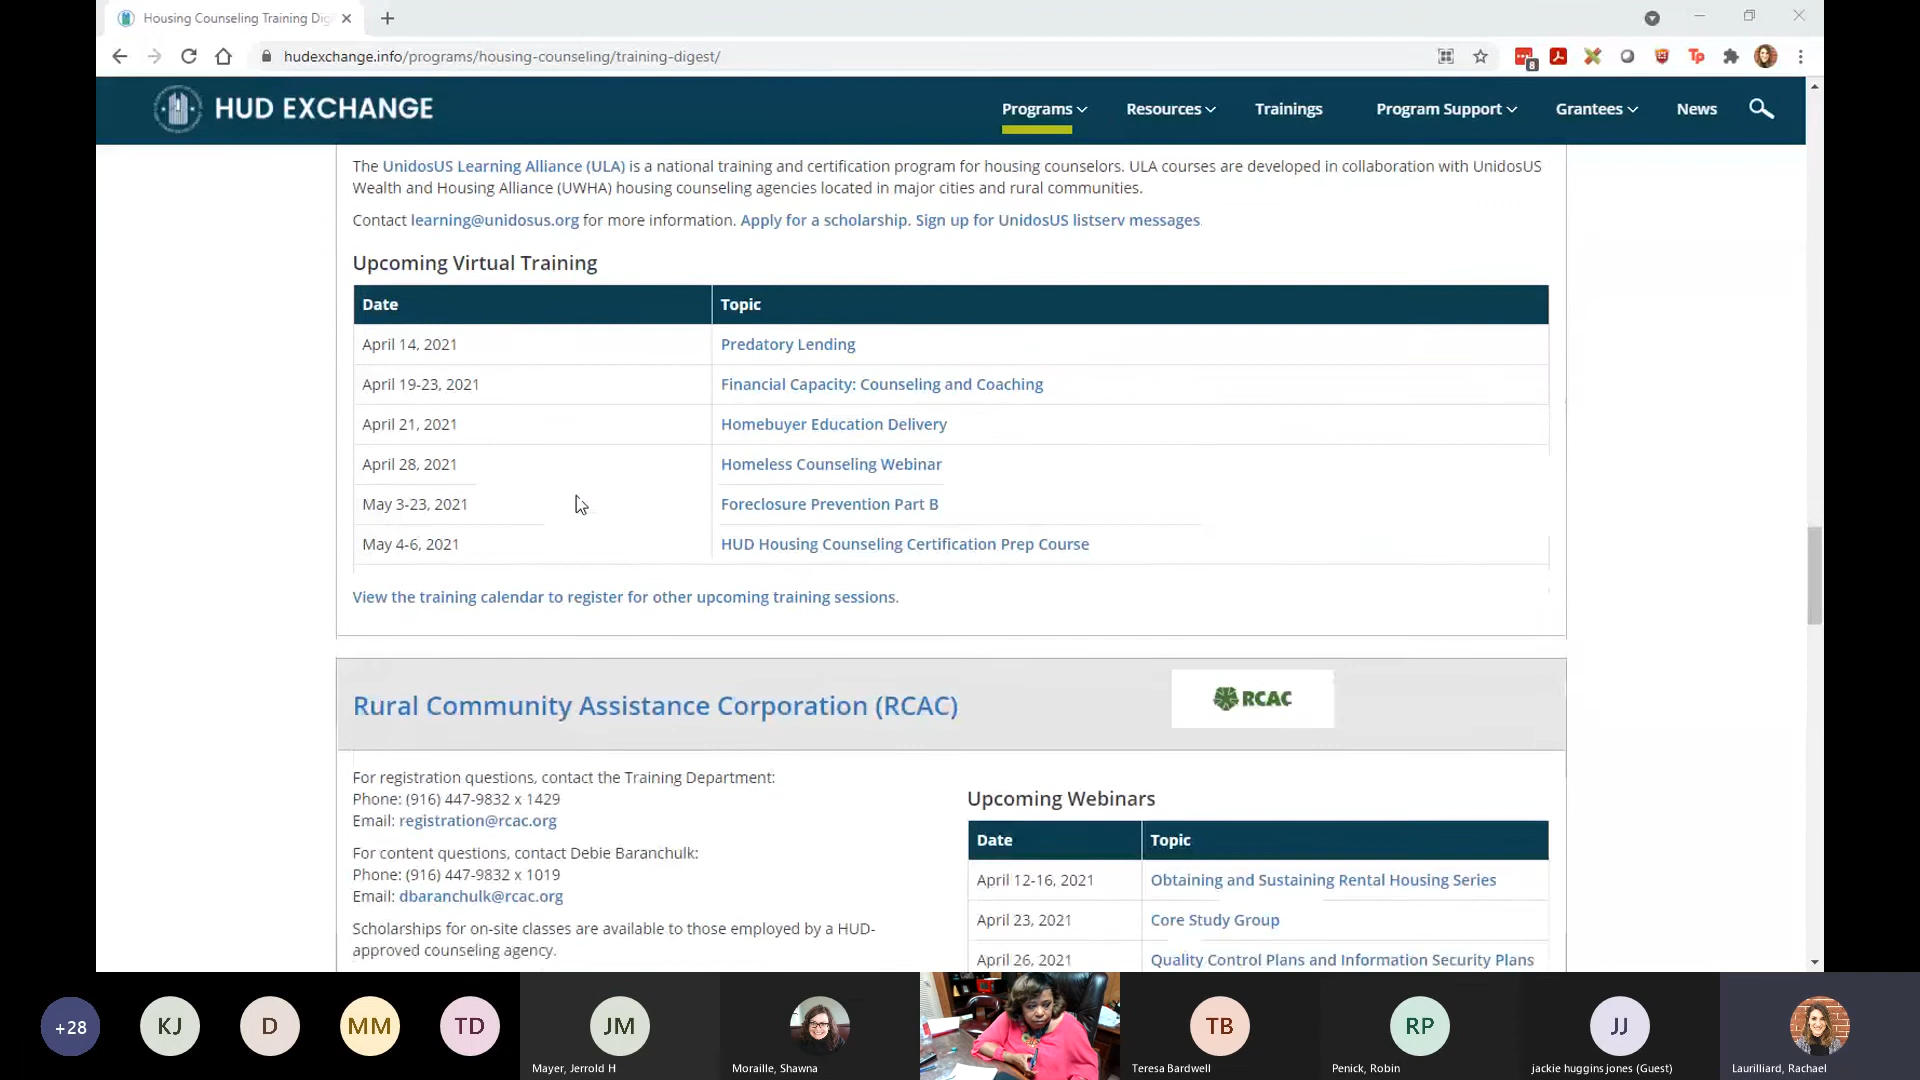 Housing Counseling Training Dig
hudexchange.info/programs/housing-counseling/training-digest/
8
Tp
HUD EXCHANGE
Programs
Resources
Trainings
Program Support
Grantees
News
The UnidosUS Learning Alliance (ULA) is a national training and certification program for housing counselors. ULA courses are developed in collaboration with UnidosUS
Wealth and Housing Alliance (UWHA) housing counseling agencies located in major cities and rural communities.
Contact learning@unidosus.org for more information. Apply for a scholarship. Sign up for UnidosUS listserv messages.
Upcoming Virtual Training
Date Topic
April 14, 2021 Predatory Lending
April 19-23, 2021 Financial Capacity: Counseling and Coaching
April 21, 2021 Homebuyer Education Delivery
April 28, 2021 Homeless Counseling Webinar
May 3-23, 2021 Foreclosure Prevention Part B
May 4-6, 2021 HUD Housing Counseling Certification Prep Course
View the training calendar to register for other upcoming training sessions.
Rural Community Assistance Corporation (RCAC)
RCAC
For registration questions, contact the Training Department:
Phone: (916) 447-9832 x 1429
Email: registration@rcac.org
For content questions, contact Debie Baranchulk:
Phone: (916) 447-9832 x 1019
Email: dbaranchulk@rcac.org
Scholarships for on-site classes are available to those employed by a HUD-
approved counseling agency.
Upcoming Webinars
Date Topic
April 12-16, 2021 Obtaining and Sustaining Rental Housing Series
April 23, 2021 Core Study Group
April 26, 2021 Quality Control Plans and Information Security Plans
+28
KJ
D
MM
TD
JM
Mayer, Jerrold H
Moraille, Shawna
TB
Teresa Bardwell
RP
Penick, Robin
JJ
jackie huggins jones (Guest)
Laurilliard, Rachael